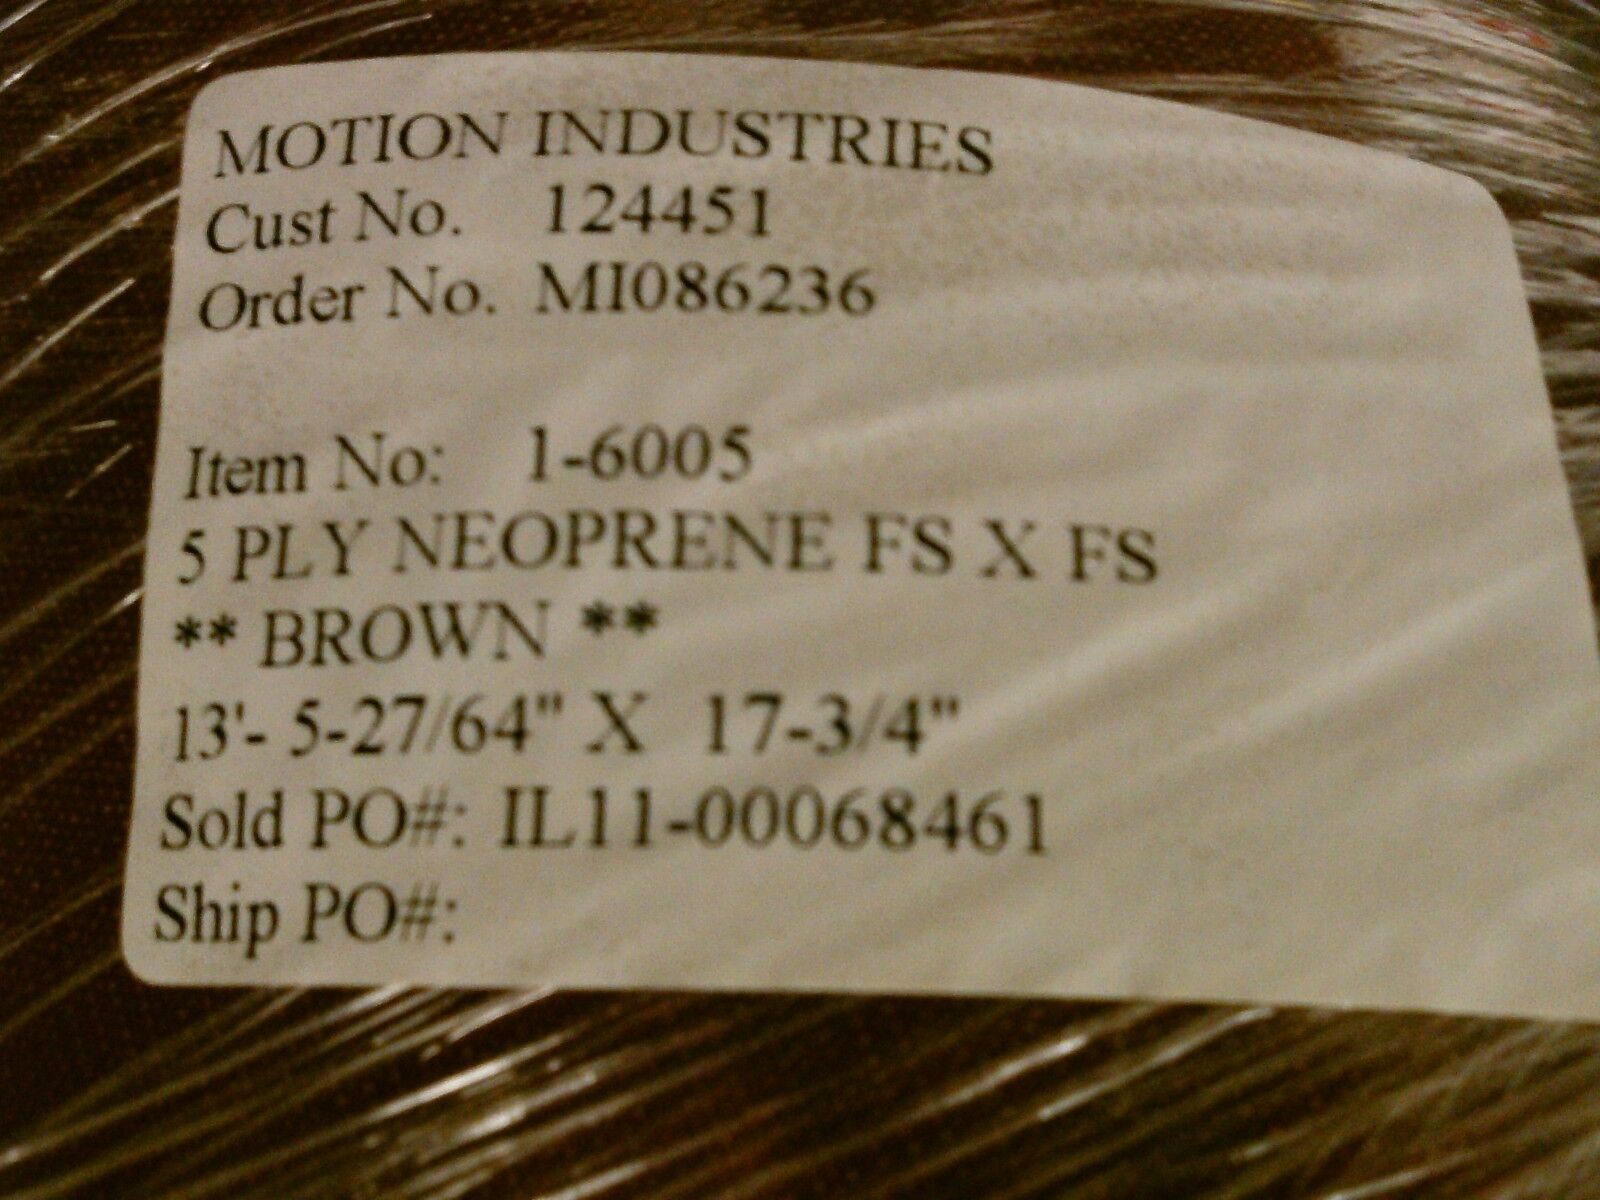 MOTION INDUSTRIES
Cust No. 124451
Order No. MI086236
Item No: 1-6005
5 PLY NEOPRENE FS X FS
** BROWN **
13'- 5-27/64" X 17-3/4"
Sold PO#: IL11-00068461
Ship PO#: